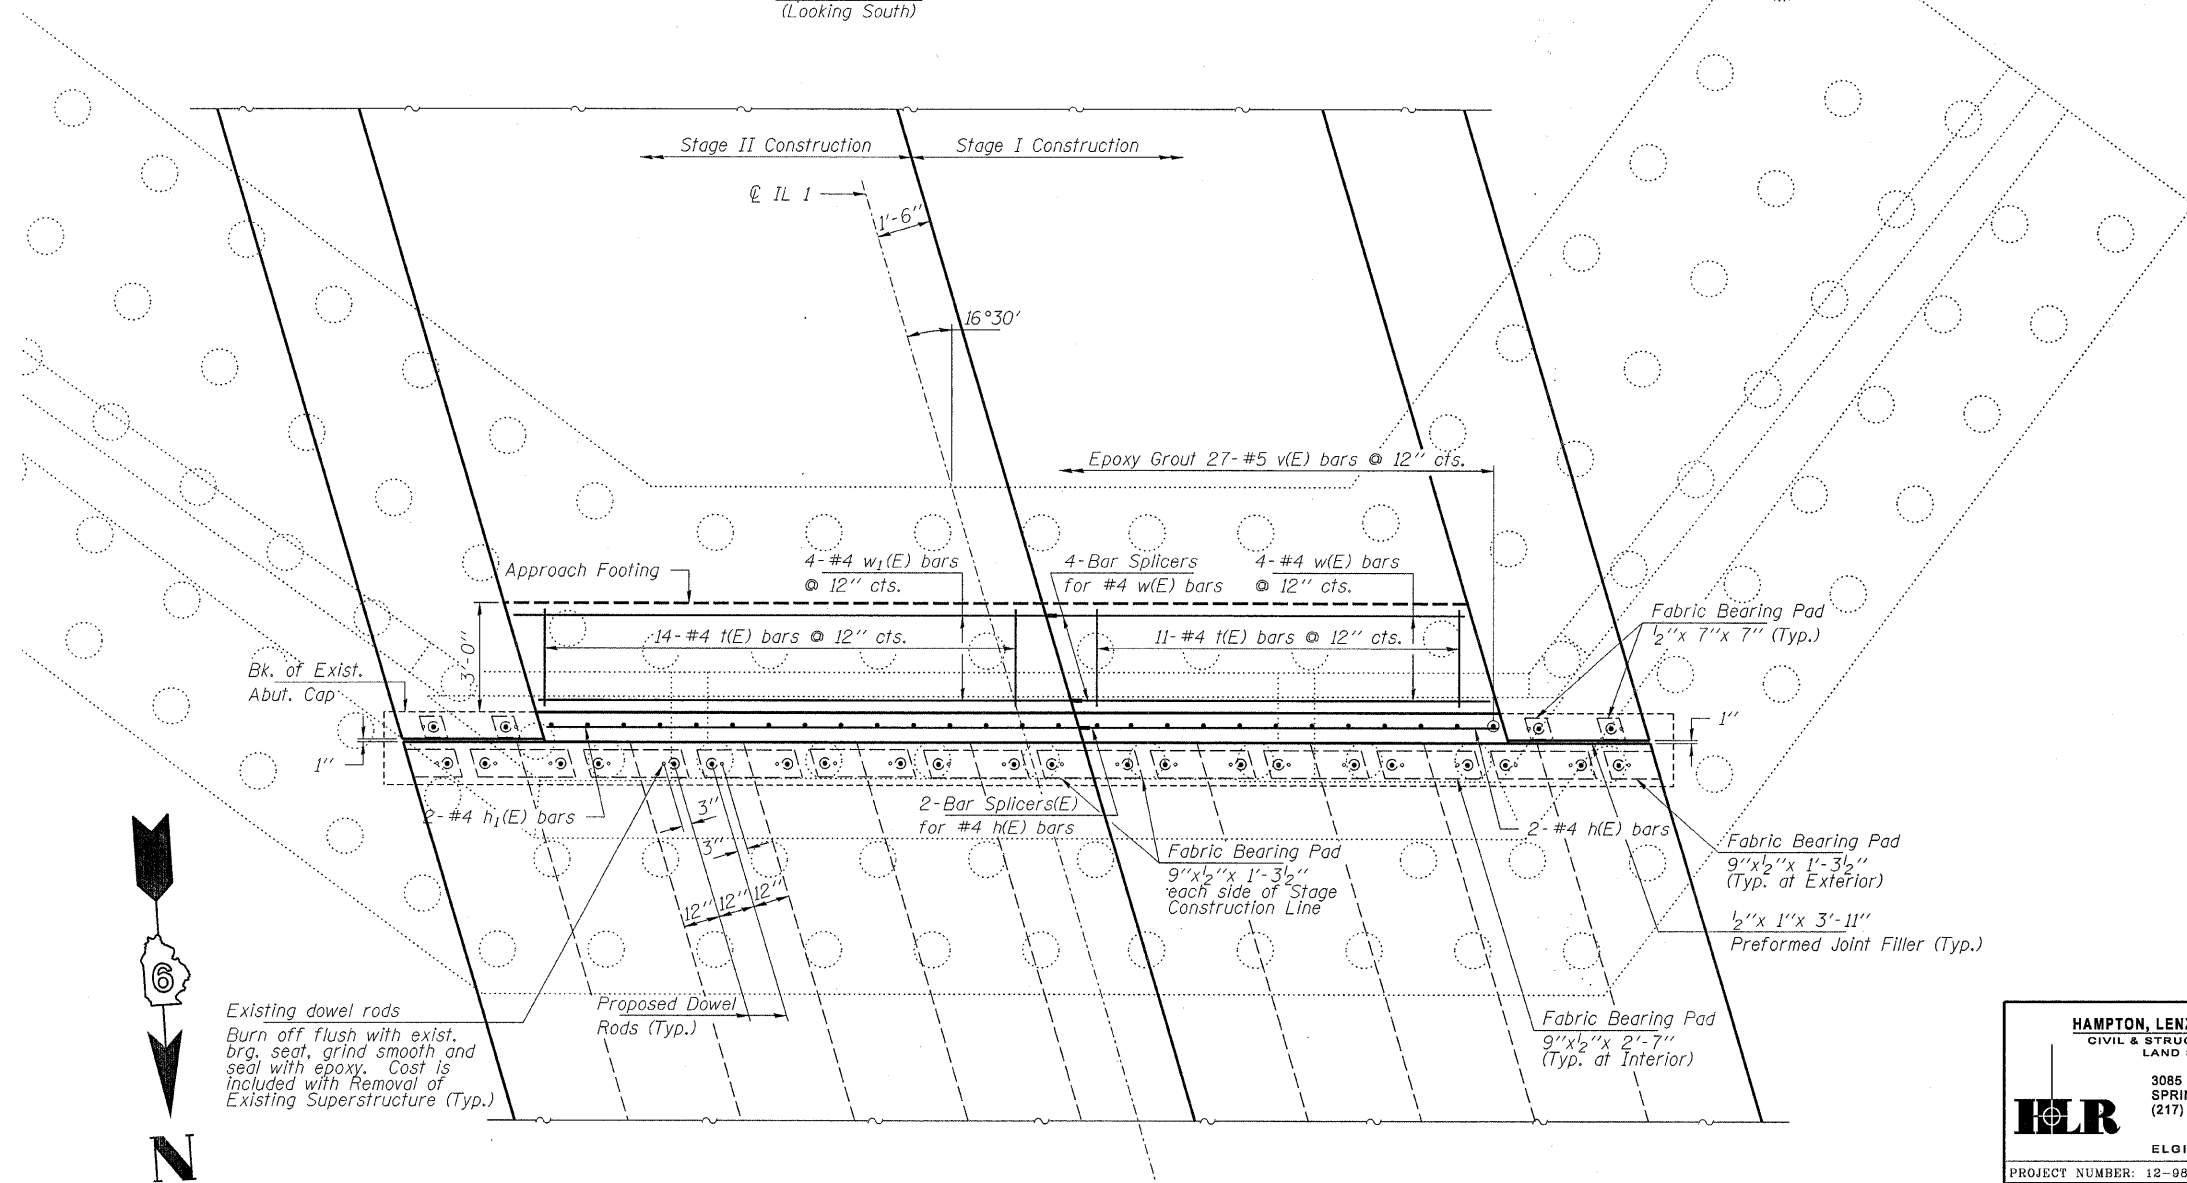 (Looking South)
Stage II Construction
Stage I Construction
℄ IL 1
1'-6"
16°30'
Epoxy Grout 27-#5 v(E) bars @ 12" cts.
Approach Footing
4-#4 w₁(E) bars
@ 12" cts.
4-Bar Splicers
for #4 w(E) bars
4-#4 w(E) bars
@ 12" cts.
Fabric Bearing Pad
½"x 7"x 7" (Typ.)
14-#4 t(E) bars @ 12" cts.
11-#4 t(E) bars @ 12" cts.
3'-0"
Bk. of Exist.
Abut. Cap
1"
1"
2-#4 h₁(E) bars
3"
3"
2-Bar Splicers(E)
for #4 h(E) bars
2-#4 h(E) bars
Fabric Bearing Pad
9"x½"x 1'-3½"
each side of Stage
Construction Line
Fabric Bearing Pad
9"x½"x 1'-3½"
(Typ. at Exterior)
12" 12" 12"
½"x 1"x 3'-11"
Preformed Joint Filler (Typ.)
6
Existing dowel rods
Burn off flush with exist.
brg. seat, grind smooth and
seal with epoxy. Cost is
included with Removal of
Existing Superstructure (Typ.)
Proposed Dowel
Rods (Typ.)
Fabric Bearing Pad
9"x½"x 2'-7"
(Typ. at Interior)
N
HAMPTON, LENZ
CIVIL & STRUC
LAND
3085
SPRIN
(217)
HLR
ELGI
PROJECT NUMBER: 12-98